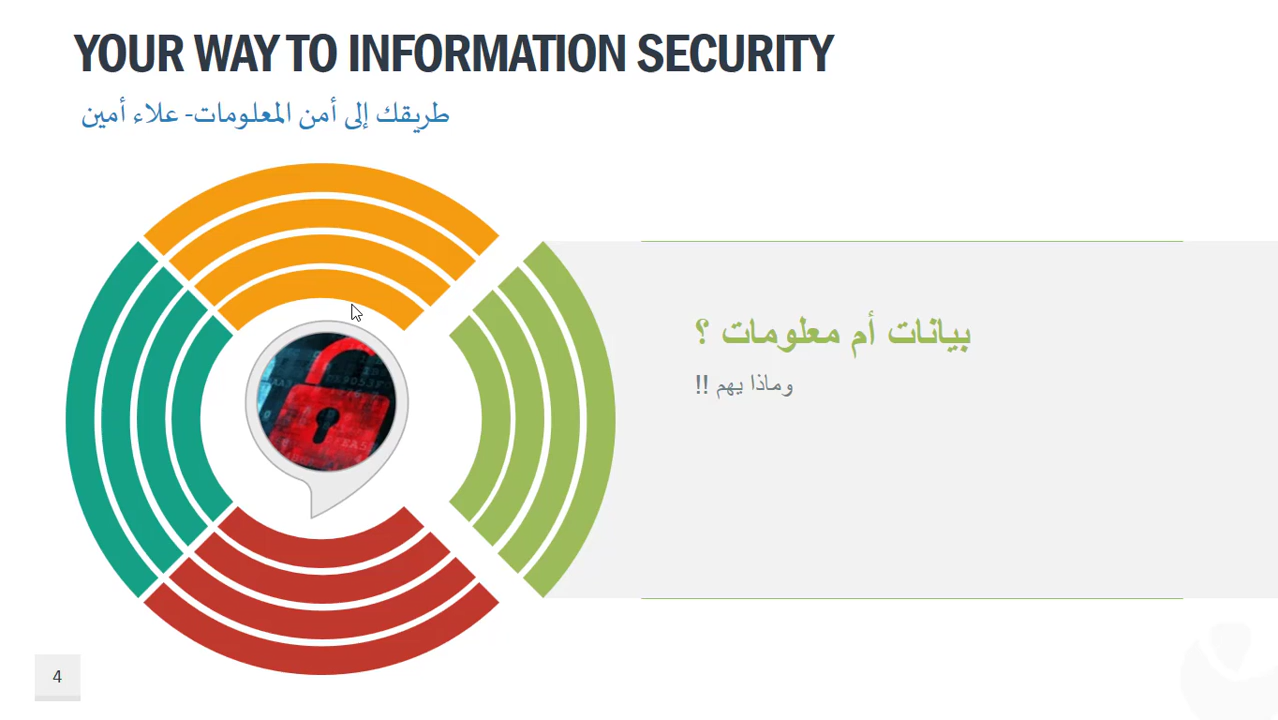 YOUR WAY TO INFORMATION SECURITY
طريقك إلى أمن المعلومات- علاء أمين
بيانات أم معلومات ؟
وماذا يهم !!
4